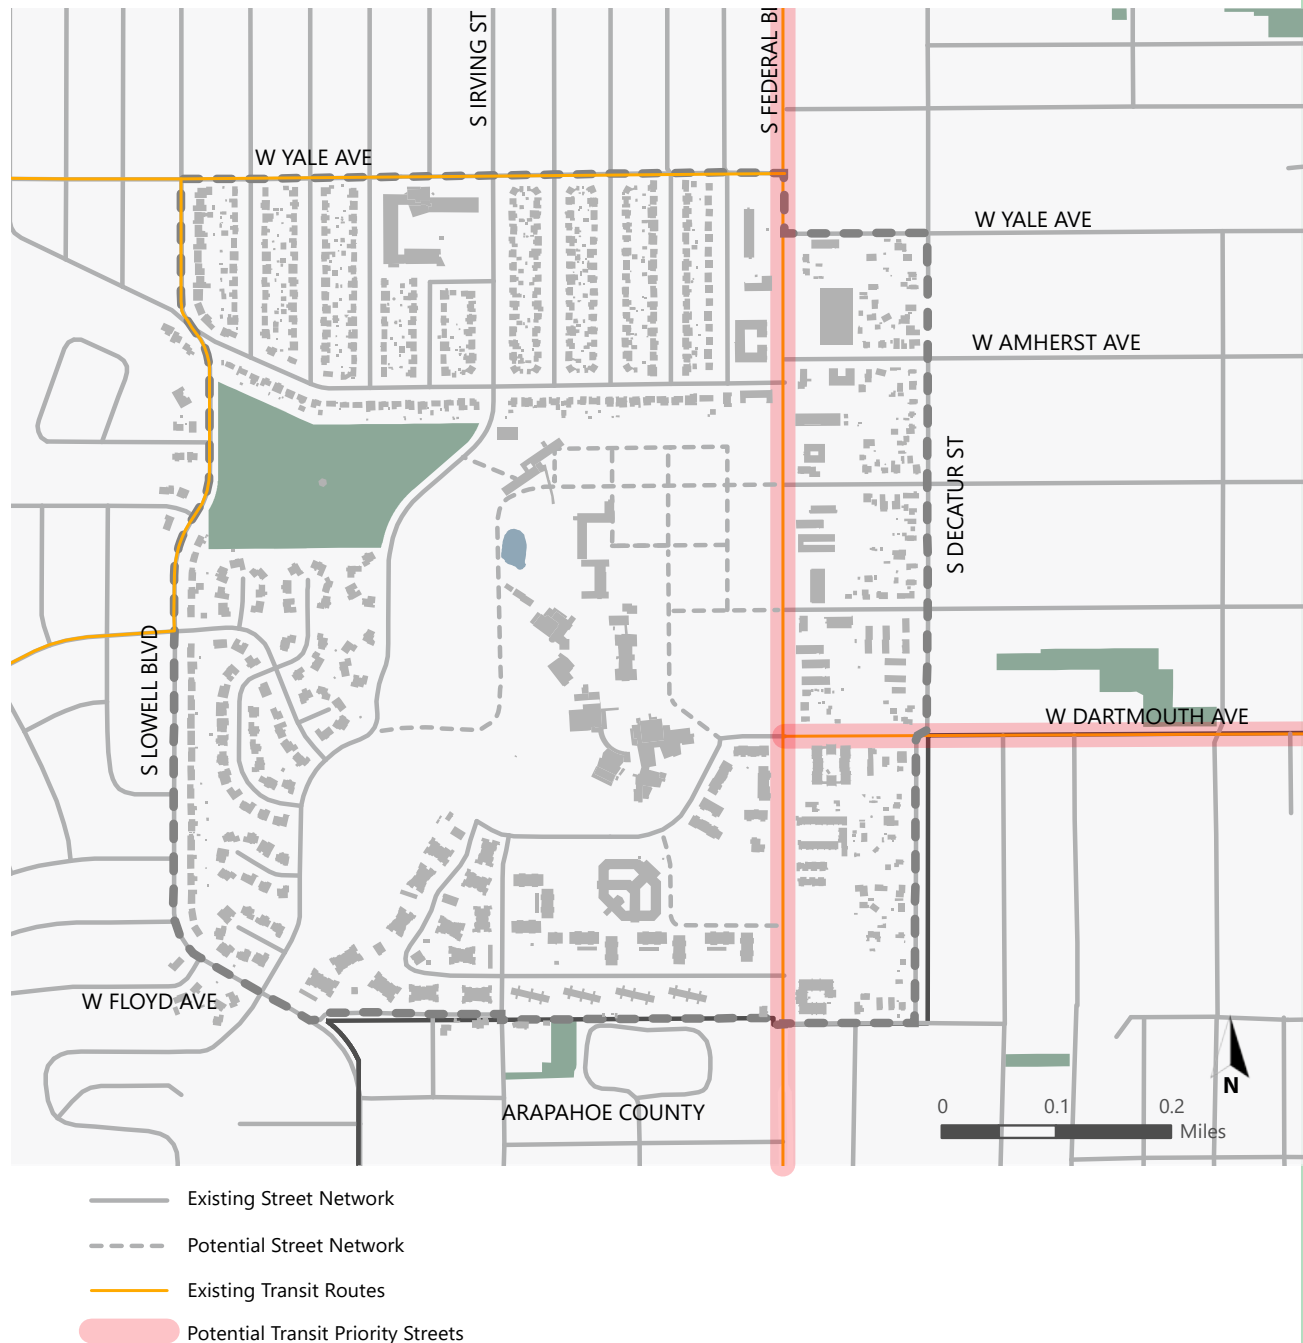 S IRVING ST
S FEDERAL
W YALE AVE
W YALE AVE
W AMHERST AVE
S DECATUR ST
S LOWELL BLVD
W DARTMOUTH AVE
W FLOYD AVE
N
ARAPAHOE COUNTY
0 0.1 0.2
Miles
Existing Street Network
Potential Street Network
Existing Transit Routes
Potential Transit Priority Streets